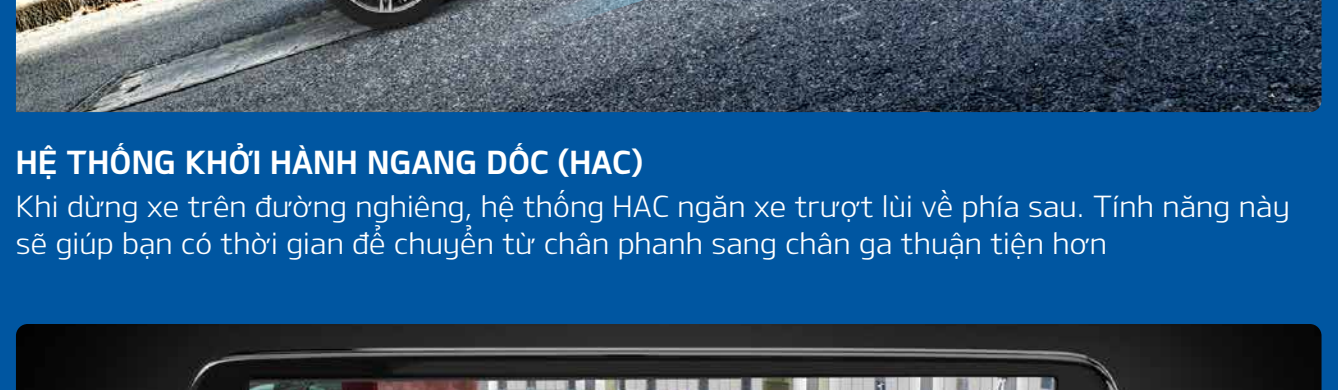 HỆ THỐNG KHỞI HÀNH NGANG DỐC (HAC)
Khi dừng xe trên đường nghiêng, hệ thống HAC ngăn xe trượt lùi về phía sau. Tính năng này
sẽ giúp bạn có thời gian để chuyển từ chân phanh sang chân ga thuận tiện hơn